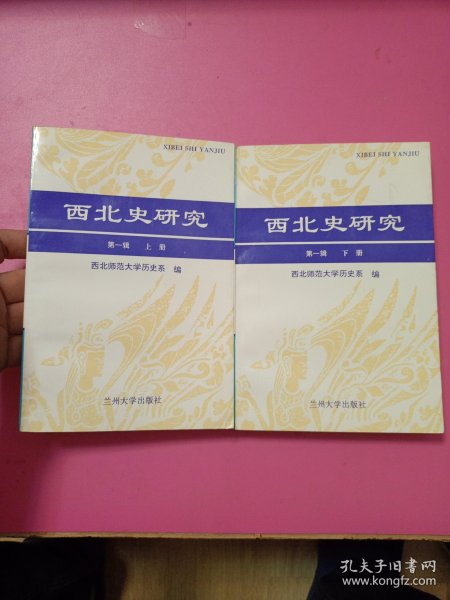 XIBEI SHI YANJIU
西北史研究
第一辑 上册
西北师范大学历史系 编
兰州大学出版社
XIBEI SHI YANJIU
西北史研究
第一辑 下册
西北师范大学历史系 编
兰州大学出版社
孔夫子旧书网
www.kongfz.com